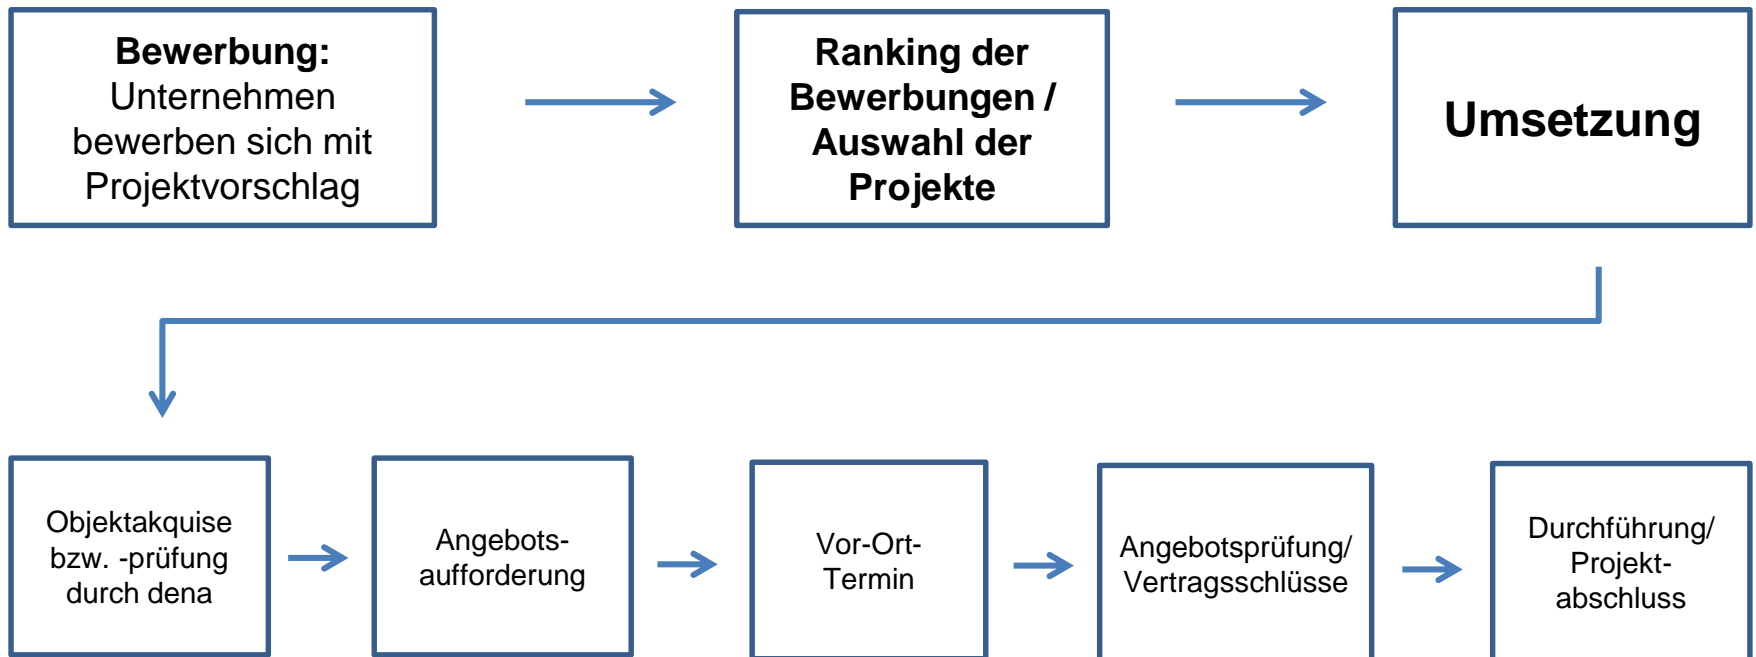 Bewerbung:
Unternehmen
bewerben sich mit
Projektvorschlag
Ranking der
Bewerbungen /
Auswahl der
Projekte
Umsetzung
Objektakquise
bzw. -prüfung
durch dena
Angebots-
aufforderung
Vor-Ort-
Termin
Angebotsprüfung/
Vertragsschlüsse
Durchführung/
Projekt-
abschluss